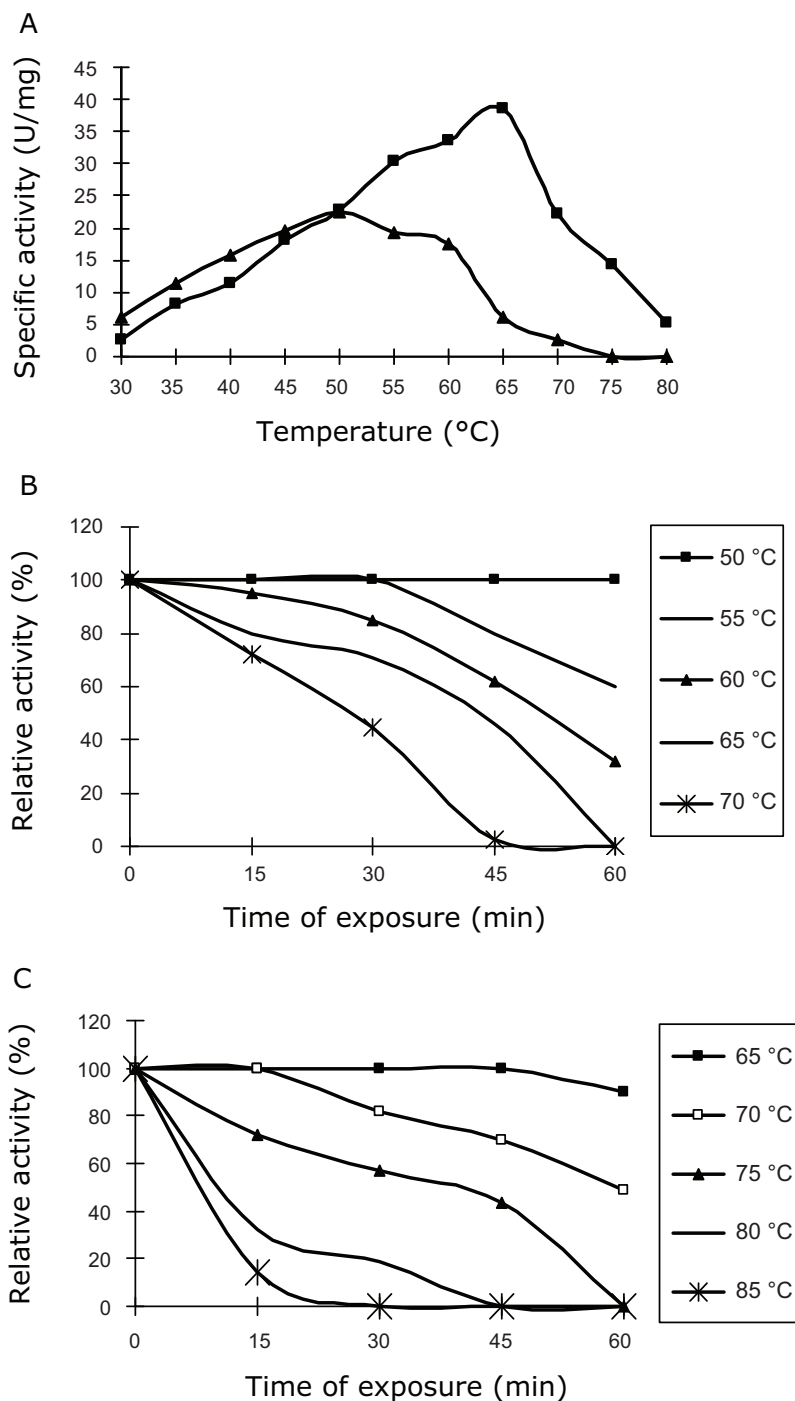 A
Specific activity (U/mg)
45
40
35
30
25
20
15
10
5
0
30 35 40 45 50 55 60 65 70 75 80
Temperature (°C)
B
Relative activity (%)
120
100
80
60
40
20
0
0 15 30 45 60
Time of exposure (min)
50 °C
55 °C
60 °C
65 °C
70 °C
C
Relative activity (%)
120
100
80
60
40
20
0
0 15 30 45 60
Time of exposure (min)
65 °C
70 °C
75 °C
80 °C
85 °C